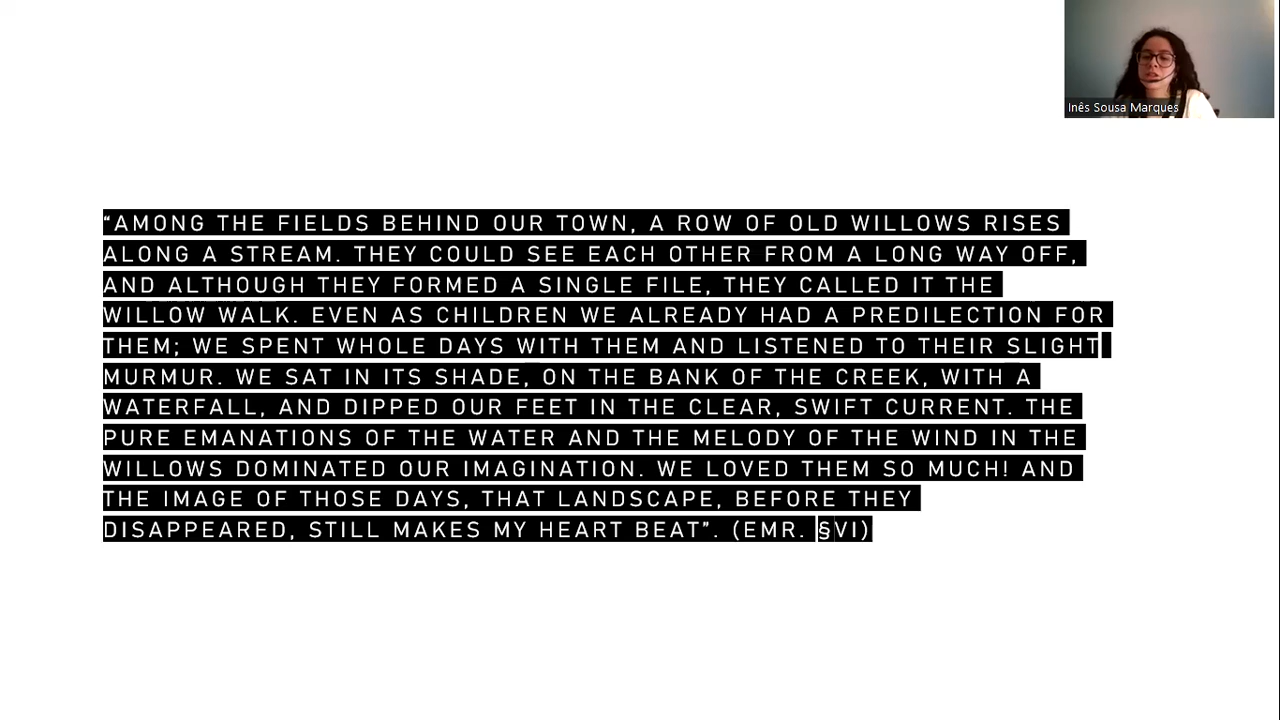 Inês Sousa Marques
“AMONG THE FIELDS BEHIND OUR TOWN, A ROW OF OLD WILLOWS RISES
ALONG A STREAM. THEY COULD SEE EACH OTHER FROM A LONG WAY OFF,
AND ALTHOUGH THEY FORMED A SINGLE FILE, THEY CALLED IT THE
WILLOW WALK. EVEN AS CHILDREN WE ALREADY HAD A PREDILECTION FOR
THEM; WE SPENT WHOLE DAYS WITH THEM AND LISTENED TO THEIR SLIGHT
MURMUR. WE SAT IN ITS SHADE, ON THE BANK OF THE CREEK, WITH A
WATERFALL, AND DIPPED OUR FEET IN THE CLEAR, SWIFT CURRENT. THE
PURE EMANATIONS OF THE WATER AND THE MELODY OF THE WIND IN THE
WILLOWS DOMINATED OUR IMAGINATION. WE LOVED THEM SO MUCH! AND
THE IMAGE OF THOSE DAYS, THAT LANDSCAPE, BEFORE THEY
DISAPPEARED, STILL MAKES MY HEART BEAT”. (EMR. §VI)